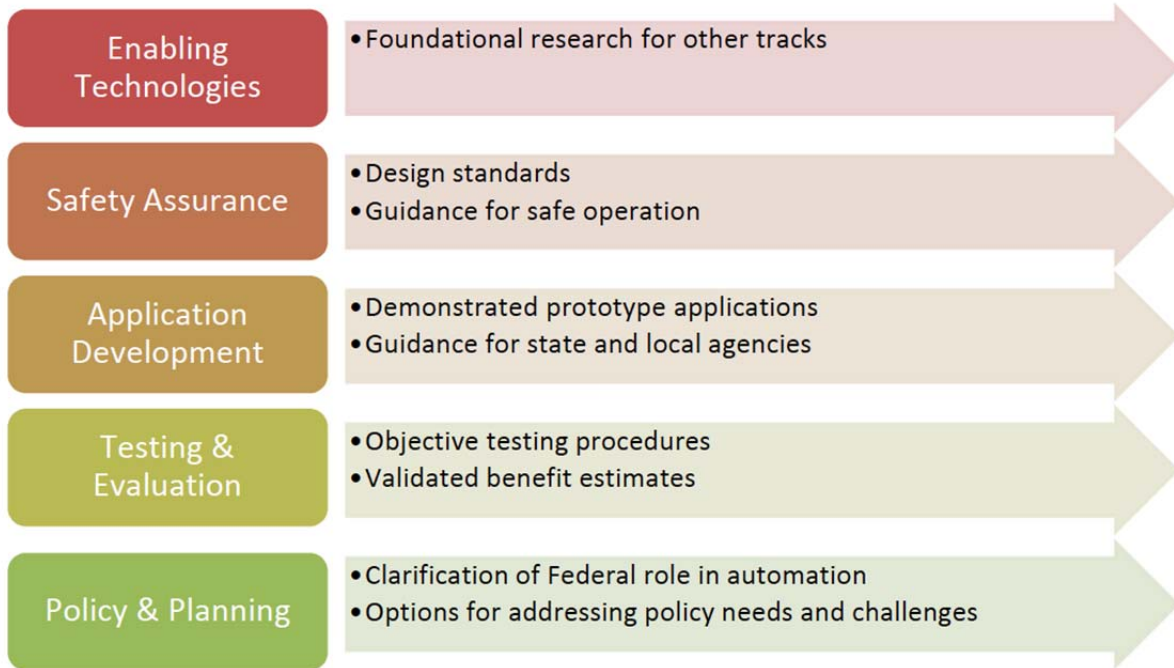 Enabling
Technologies
• Foundational research for other tracks
Safety Assurance
• Design standards
• Guidance for safe operation
Application
Development
• Demonstrated prototype applications
• Guidance for state and local agencies
Testing &
Evaluation
• Objective testing procedures
• Validated benefit estimates
Policy & Planning
• Clarification of Federal role in automation
• Options for addressing policy needs and challenges